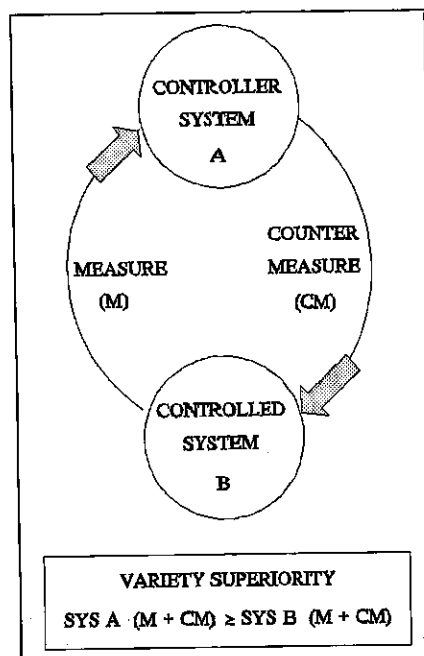 CONTROLLER
SYSTEM
A
MEASURE
(M)
COUNTER
MEASURE
(CM)
CONTROLLED
SYSTEM
B
VARIETY SUPERIORITY
SYS A (M + CM) ≥ SYS B (M + CM)